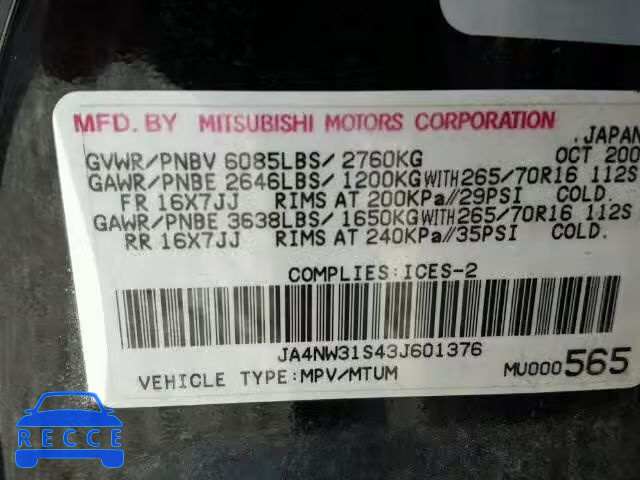 MFD. BY MITSUBISHI MOTORS CORPORATION
.JAPAN
GVWR/PNBV 6085LBS/2760KG OCT 200
GAWR/PNBE 2646LBS/1200KG WITH 265/70R16 112S
FR 16X7JJ RIMS AT 200KPa//29PSI COLD.
GAWR/PNBE 3638LBS/1650KG WITH 265/70R16 112S
RR 16X7JJ RIMS AT 240KPa//35PSI COLD.
COMPLIES:ICES-2
JA4NW31S43J601376
VEHICLE TYPE:MPV/MTUM MU000565
RECCE